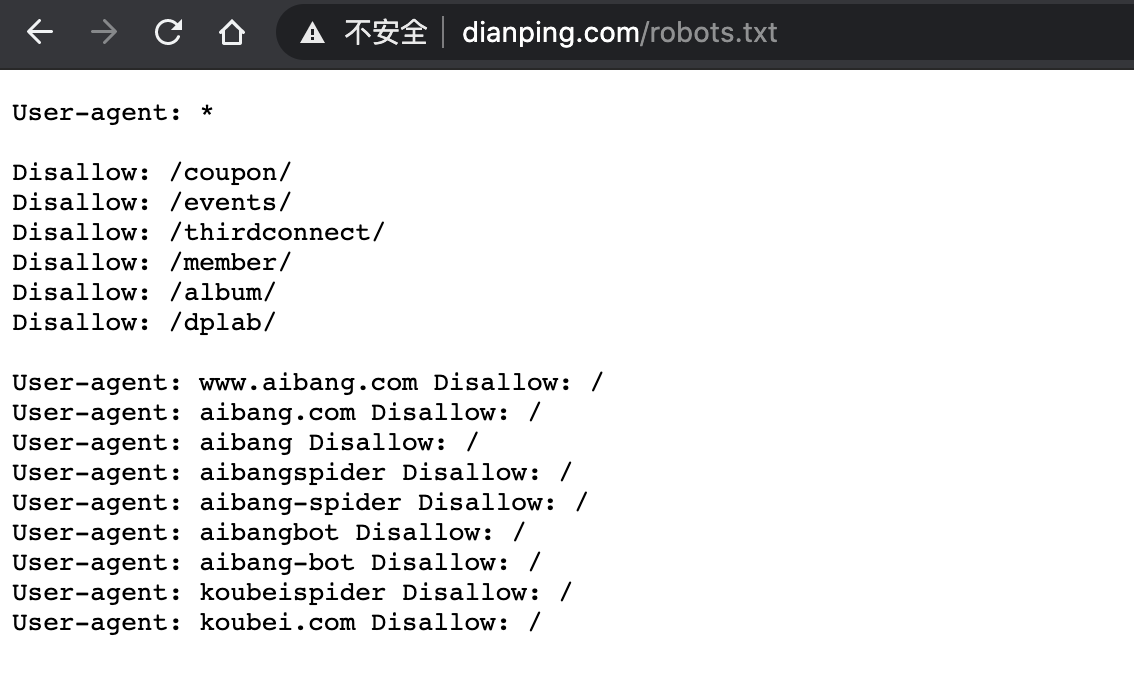 不安全 dianping.com/robots.txt
User-agent: *
Disallow: /coupon/
Disallow: /events/
Disallow: /thirdconnect/
Disallow: /member/
Disallow: /album/
Disallow: /dplab/
User-agent: www.aibang.com Disallow: /
User-agent: aibang.com Disallow: /
User-agent: aibang Disallow: /
User-agent: aibangspider Disallow: /
User-agent: aibang-spider Disallow: /
User-agent: aibangbot Disallow: /
User-agent: aibang-bot Disallow: /
User-agent: koubeispider Disallow: /
User-agent: koubei.com Disallow: /